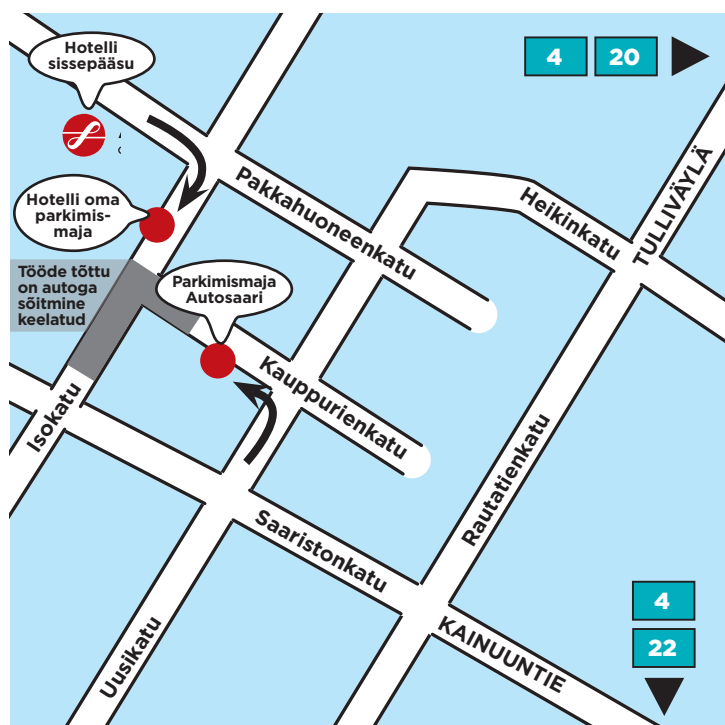 Hotelli
sissepääsu
4
20
Hotelli oma
parkimis-
maja
Pakkahuoneenkatu
Heikinkatu
TULLIVÄYLÄ
Tööde tõttu
on autoga
sõitmine
keelatud
Parkimismaja
Autosaari
Kauppurienkatu
Isokatu
Rautatienkatu
Saaristonkatu
Uusikatu
KAINUUNTIE
4
22